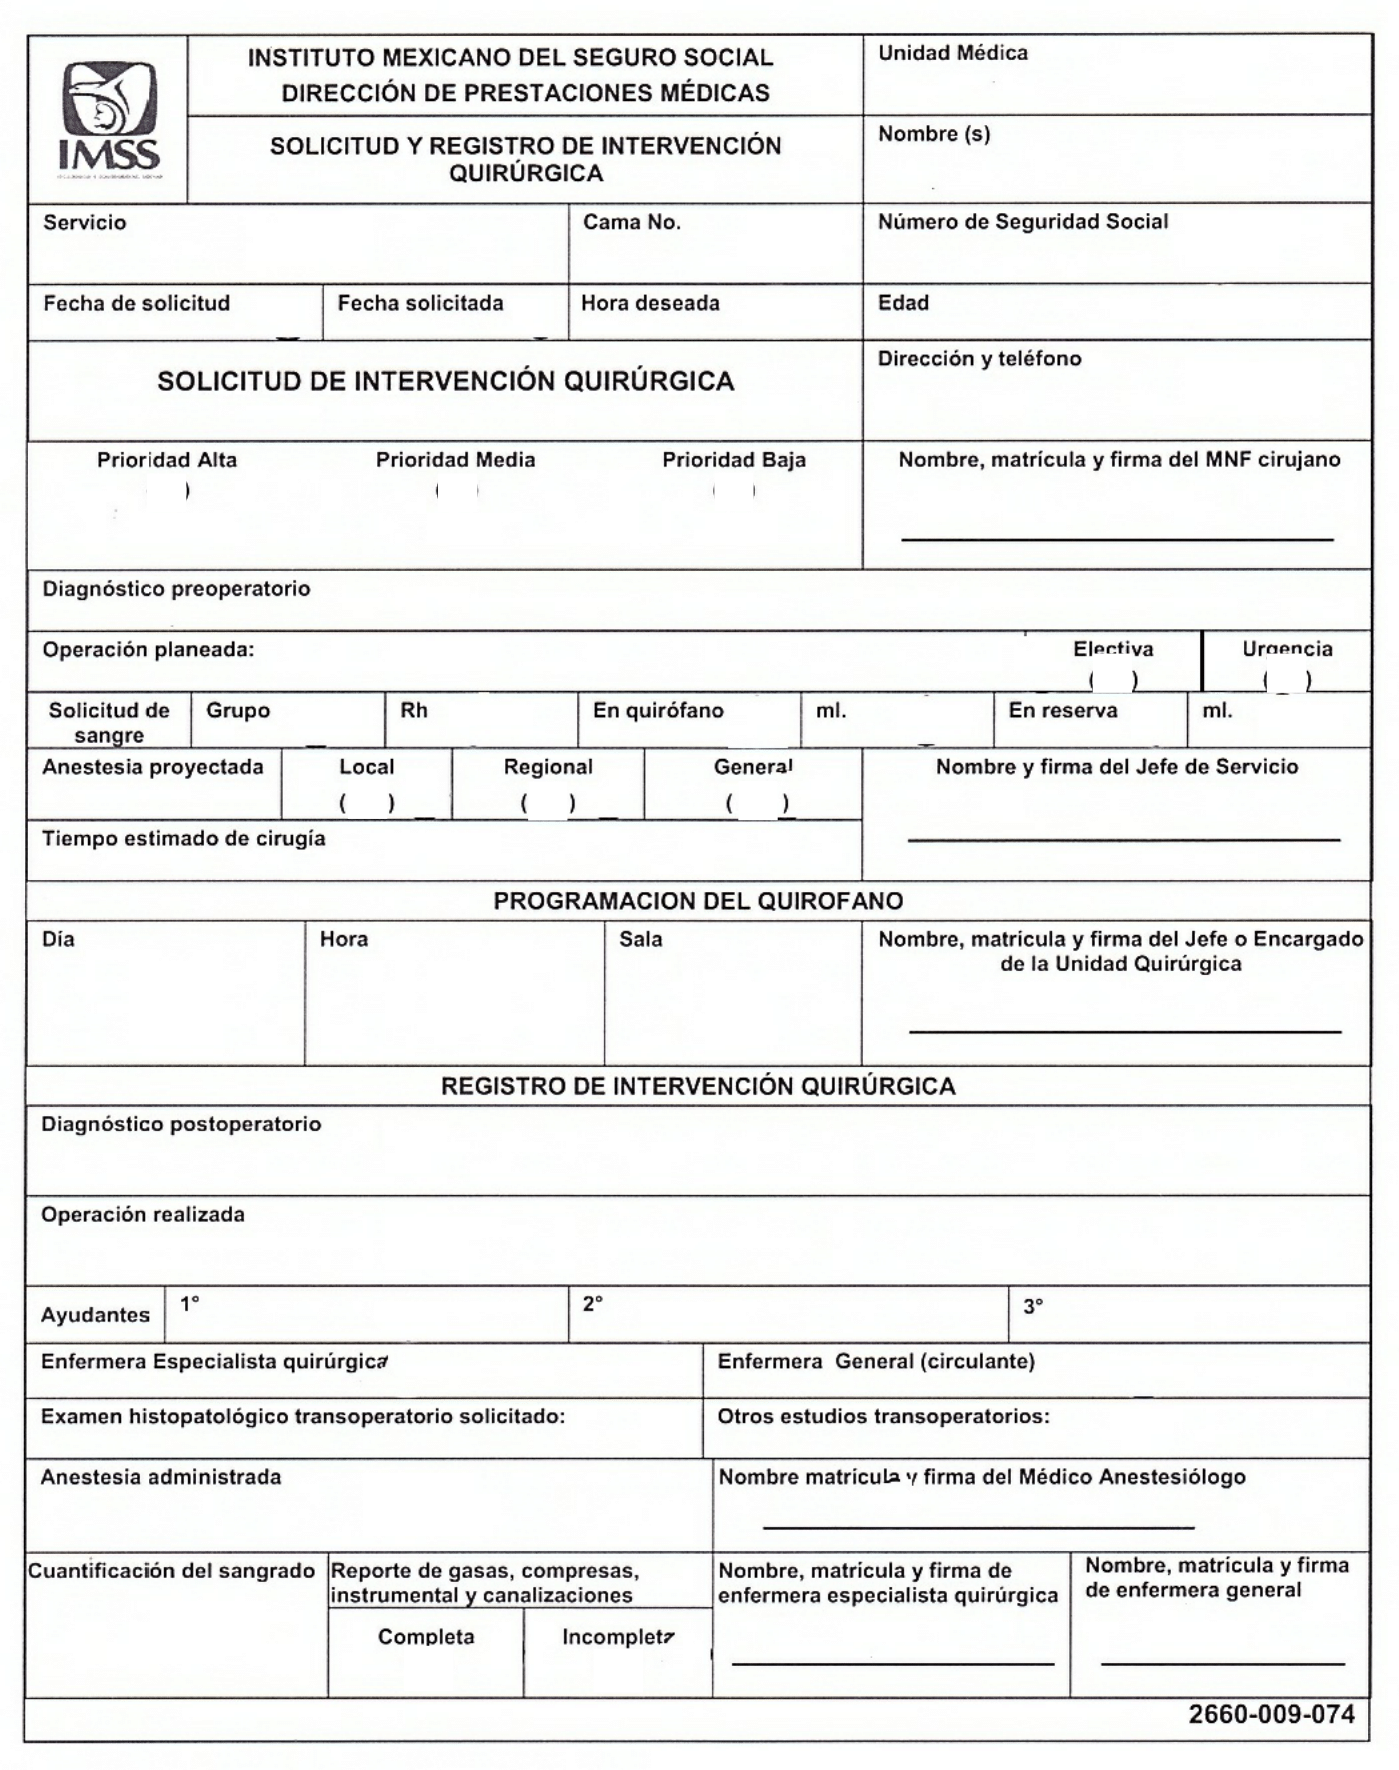 INSTITUTO MEXICANO DEL SEGURO SOCIAL
DIRECCIÓN DE PRESTACIONES MÉDICAS
Unidad Médica
IMSS
SOLICITUD Y REGISTRO DE INTERVENCIÓN
QUIRÚRGICA
Nombre (s)
Servicio
Cama No.
Número de Seguridad Social
Fecha de solicitud
Fecha solicitada
Hora deseada
Edad
SOLICITUD DE INTERVENCIÓN QUIRÚRGICA
Dirección y teléfono
Prioridad Alta
Prioridad Media
Prioridad Baja
)
( )
( )
Nombre, matrícula y firma del MNF cirujano
Diagnóstico preoperatorio
Operación planeada:
Electiva
( )
Urgencia
( )
Solicitud de
sangre
Grupo
Rh
En quirófano
ml.
En reserva
ml.
Anestesia proyectada
Local
( )
Regional
( )
General
( )
Nombre y firma del Jefe de Servicio
Tiempo estimado de cirugía
PROGRAMACION DEL QUIROFANO
Día
Hora
Sala
Nombre, matrícula y firma del Jefe o Encargado
de la Unidad Quirúrgica
REGISTRO DE INTERVENCIÓN QUIRÚRGICA
Diagnóstico postoperatorio
Operación realizada
Ayudantes
1°
2°
3°
Enfermera Especialista quirúrgica
Enfermera General (circulante)
Examen histopatológico transoperatorio solicitado:
Otros estudios transoperatorios:
Anestesia administrada
Nombre matrícula y firma del Médico Anestesiólogo
Cuantificación del sangrado
Reporte de gasas, compresas,
instrumental y canalizaciones
Completa
Incompleta
Nombre, matrícula y firma de
enfermera especialista quirúrgica
Nombre, matrícula y firma
de enfermera general
2660-009-074